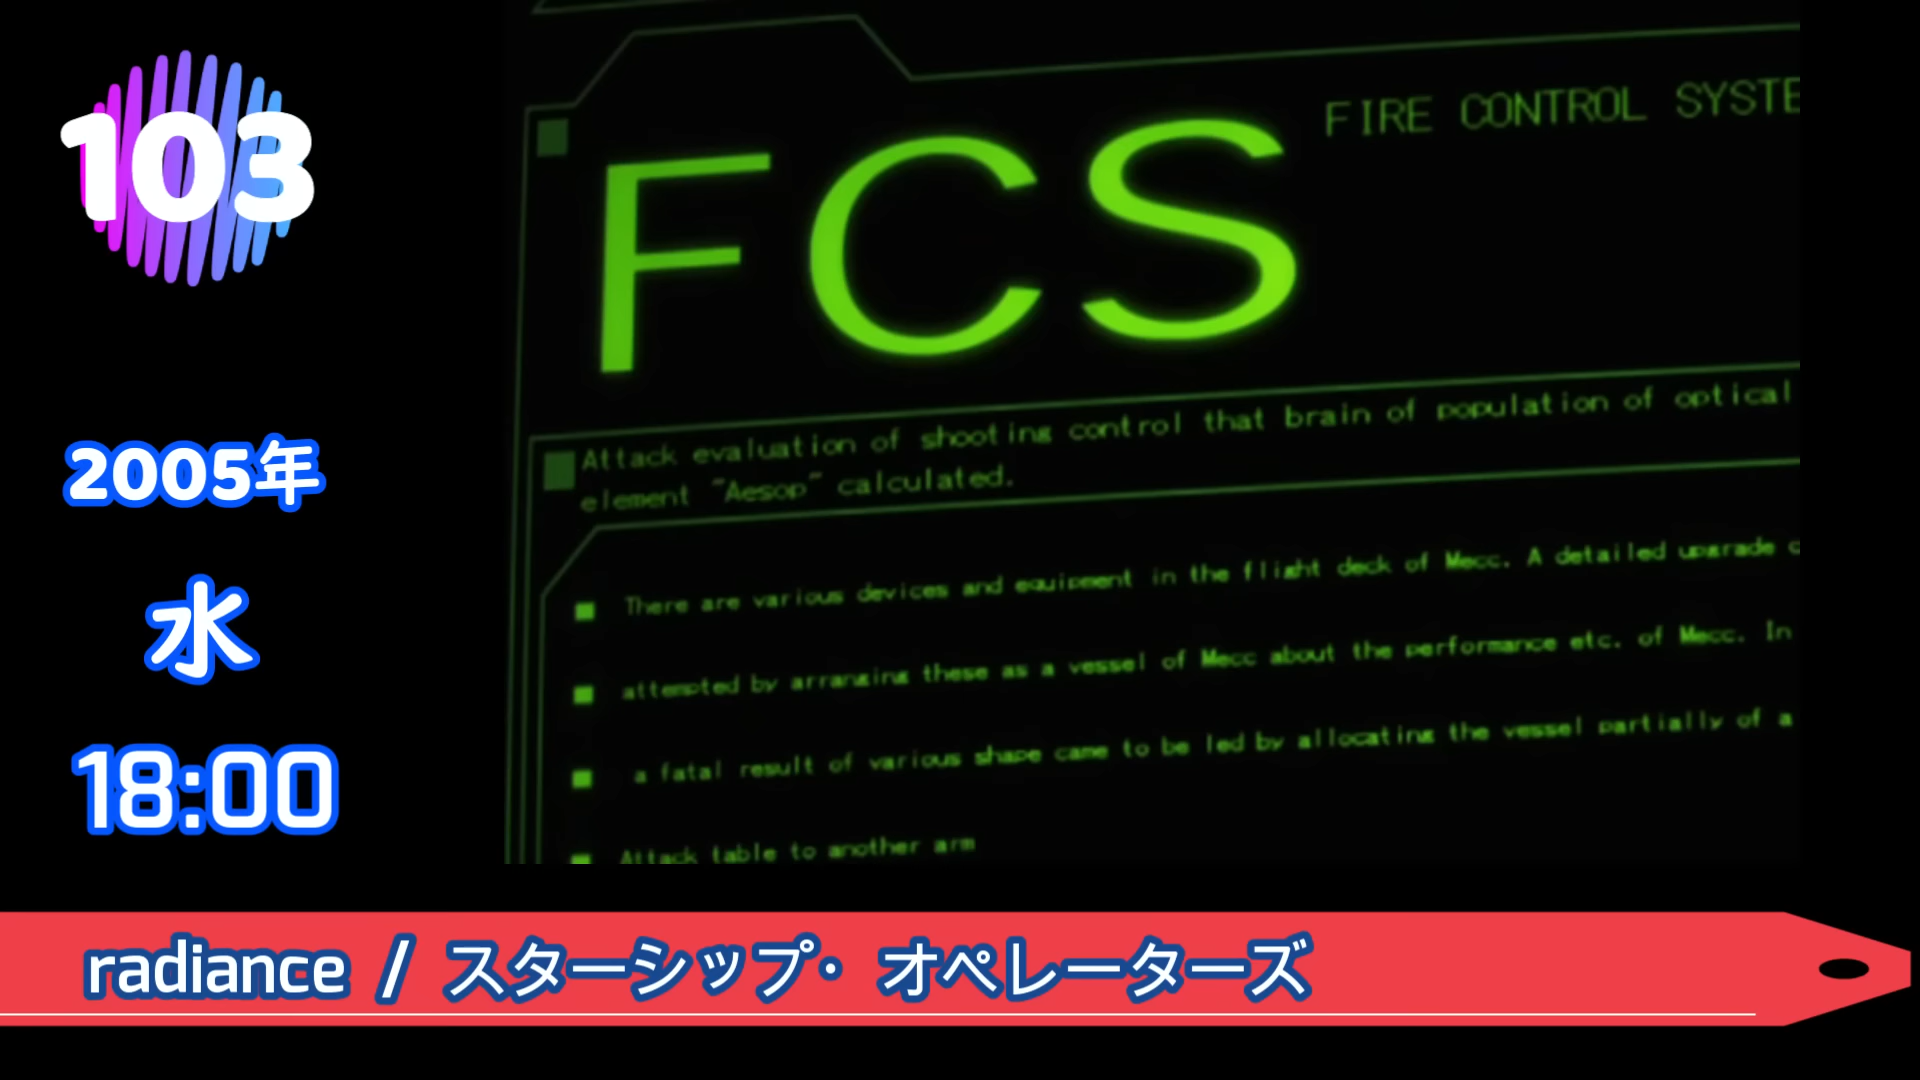 103
2005年
水
18:00
FCS
FIRE CONTROL SYSTE
Attack evaluation of shooting control that brain of population of optical
element "Aesop" calculated.
There are various devices and equipment in the flight deck of Mecc. A detailed upgrade
attempted by arranging these as a vessel of Mecc about the performance etc. of Mecc. In
a fatal result of various shape came to be led by allocating the vessel partially of a
Attack table to another arm
radiance / スターシップ・オペレーターズ